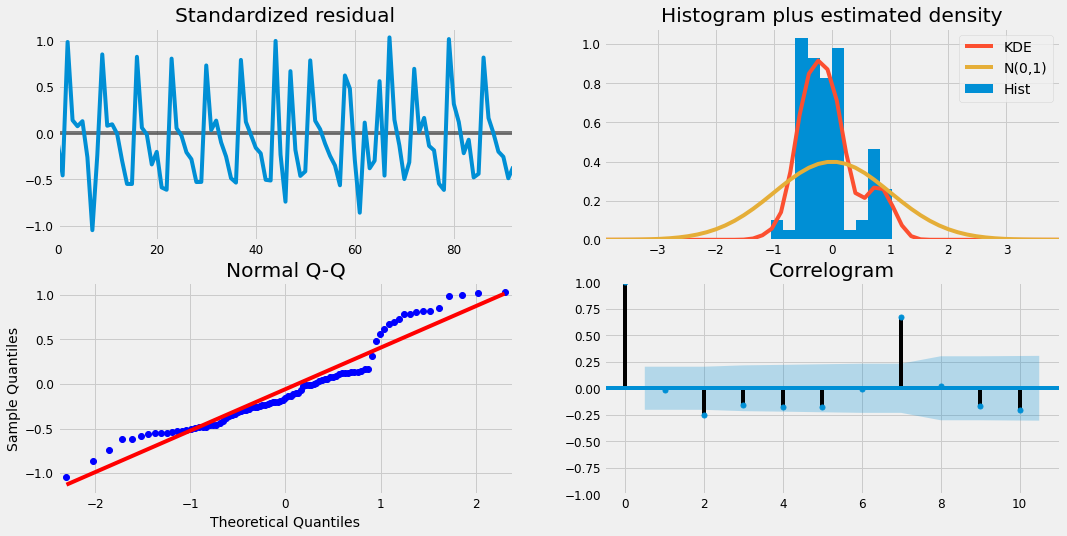 Standardized residual
1.0
0.5
0.0
−0.5
−1.0
0 20 40 60 80
Histogram plus estimated density
KDE
N(0,1)
Hist
1.0
0.8
0.6
0.4
0.2
0.0
−3 −2 −1 0 1 2 3
Normal Q-Q
Sample Quantiles
1.0
0.5
0.0
−0.5
−1.0
−2 −1 0 1 2
Theoretical Quantiles
Correlogram
1.00
0.75
0.50
0.25
0.00
−0.25
−0.50
−0.75
−1.00
0 2 4 6 8 10